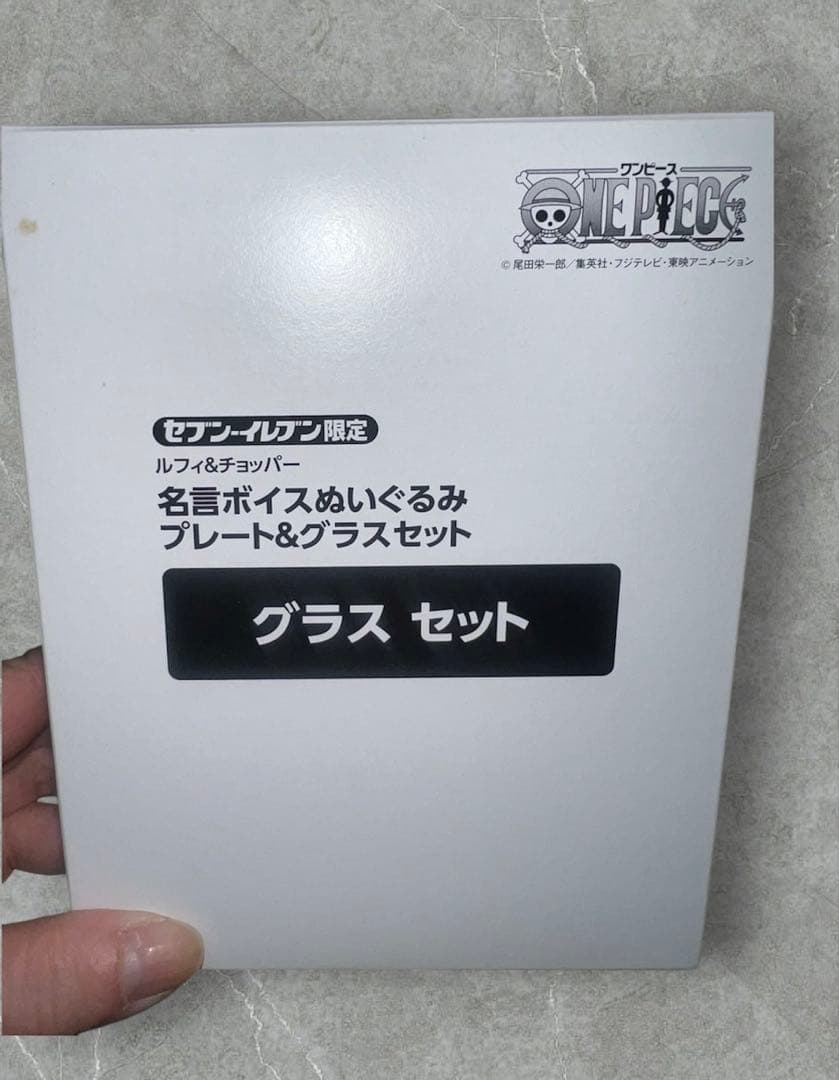 ワンピース
ONE PIECE
© 尾田栄一郎／集英社・フジテレビ・東映アニメーション
セブン-イレブン限定
ルフィ&チョッパー
名言ボイスぬいぐるみ
プレート&グラスセット
グラス セット